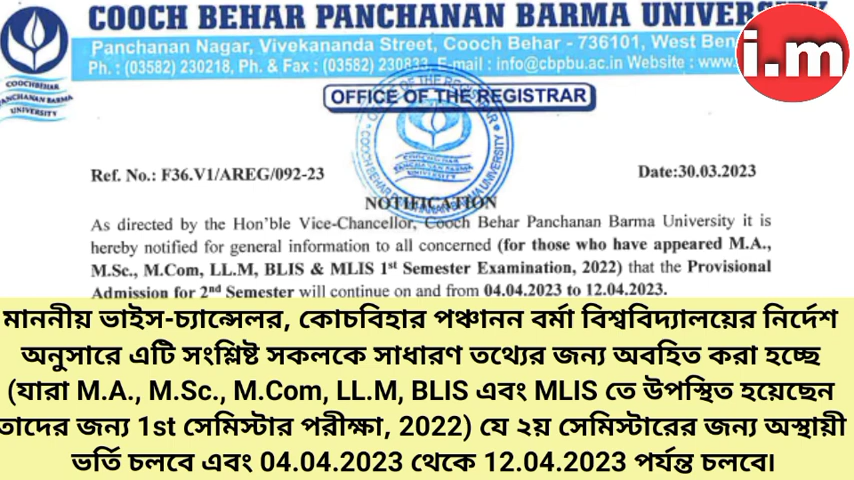 COOCH BEHAR PANCHANAN BARMA UNIVERSITY
Panchanan Nagar, Vivekananda Street, Cooch Behar - 736101, West
Ph. : (03582) 230218, Ph. & Fax : (03582) 230833, E-mail : info@cbpbu.ac.in Website : www.
i.m
COOCHBEHAR
PANCHANAN BARMA
UNIVERSITY
OFFICE OF THE REGISTRAR
Ref. No.: F36.V1/AREG/092-23
Date:30.03.2023
NOTIFICATION
As directed by the Hon'ble Vice-Chancellor, Cooch Behar Panchanan Barma University it is
hereby notified for general information to all concerned (for those who have appeared M.A.,
M.Sc., M.Com, LL.M, BLIS & MLIS 1st Semester Examination, 2022) that the Provisional
Admission for 2nd Semester will continue on and from 04.04.2023 to 12.04.2023.
মাননীয় ভাইস-চ্যান্সেলর, কোচবিহার পঞ্চানন বর্মা বিশ্ববিদ্যালয়ের নির্দেশ
অনুসারে এটি সংশ্লিষ্ট সকলকে সাধারণ তথ্যের জন্য অবহিত করা হচ্ছে
(যারা M.A., M.Sc., M.Com, LL.M, BLIS এবং MLIS তে উপস্থিত হয়েছেন
তাদের জন্য 1st সেমিস্টার পরীক্ষা, 2022) যে ২য় সেমিস্টারের জন্য অস্থায়ী
ভর্তি চলবে এবং 04.04.2023 থেকে 12.04.2023 পর্যন্ত চলবে।